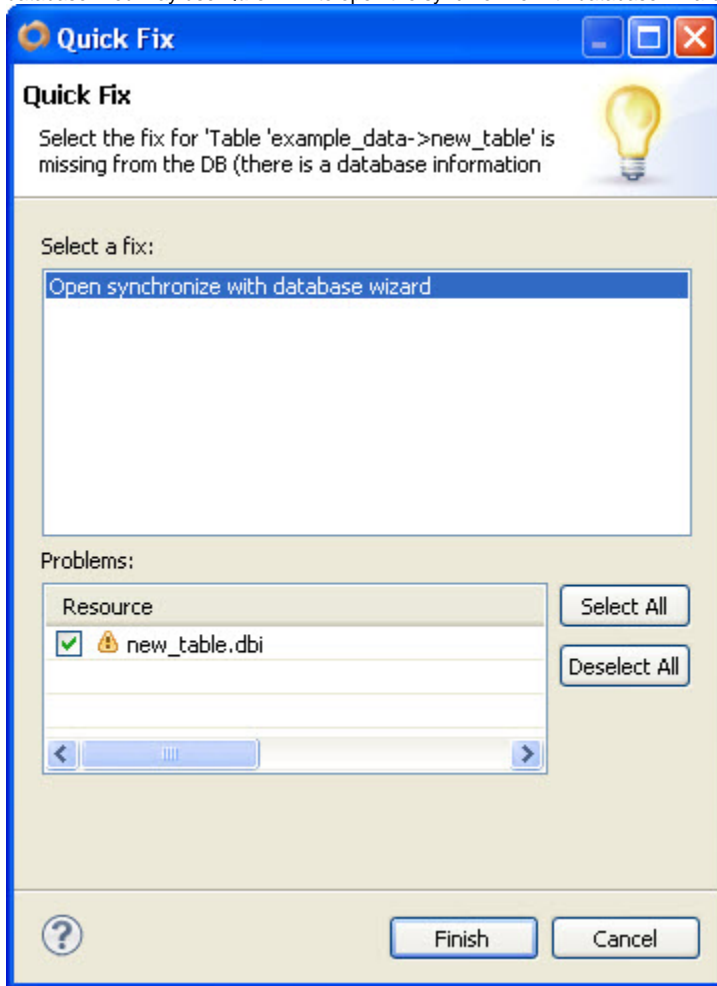 Quick Fix
Quick Fix
Select the fix for 'Table 'example_data->new_table' is
missing from the DB (there is a database information
Select a fix:
Open synchronize with database wizard
Problems:
Resource
Select All
new_table.dbi
Deselect All
Finish
Cancel